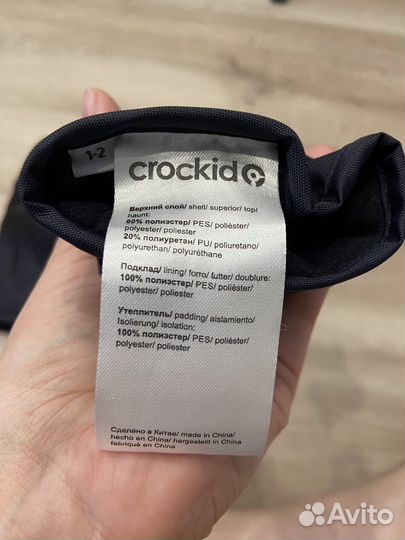 1-2
crockid
Верхний слой/ shell/ superior/ top/
haunt:
80% полиэстер/ PES/ poliéster/
polyester/ poliester
20% полиуретан/ PU/ poliuretano/
polyurethan/ polyuréthane
Подклад/ lining/ forro/ futter/ doublure:
100% полиэстер/ PES/ poliéster/
polyester/ poliester
Утеплитель/ padding/ aislamiento/
Isolierung/ isolation:
100% полиэстер/ PES/ poliéster/
polyester/ poliester
Сделано в Китае/ made in China/
hecho en China/ hergestellt in China/
fabriqué en China
Avito